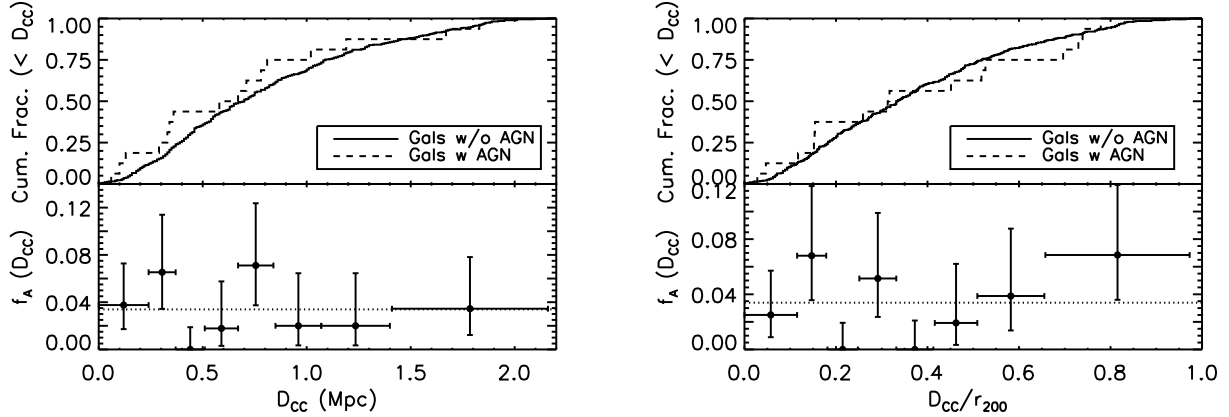 Cum. Frac. (< D_CC)
1.00
0.75
0.50
0.25
0.00
Gals w/o AGN
Gals w AGN
f_A (D_CC)
0.12
0.08
0.04
0.00
0.0 0.5 1.0 1.5 2.0
D_CC (Mpc)
Cum. Frac. (< D_CC)
1.00
0.75
0.50
0.25
0.00
Gals w/o AGN
Gals w AGN
f_A (D_CC)
0.12
0.08
0.04
0.00
0.0 0.2 0.4 0.6 0.8 1.0
D_CC/r_200